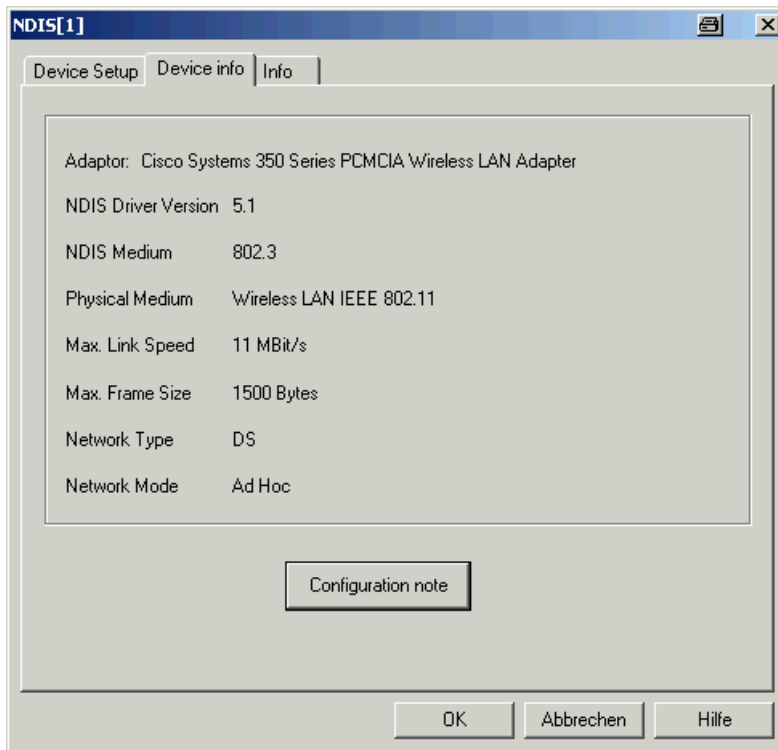 NDIS[1]
Device Setup Device info Info
Adaptor: Cisco Systems 350 Series PCMCIA Wireless LAN Adapter
NDIS Driver Version 5.1
NDIS Medium 802.3
Physical Medium Wireless LAN IEEE 802.11
Max. Link Speed 11 MBit/s
Max. Frame Size 1500 Bytes
Network Type DS
Network Mode Ad Hoc
Configuration note
OK Abbrechen Hilfe